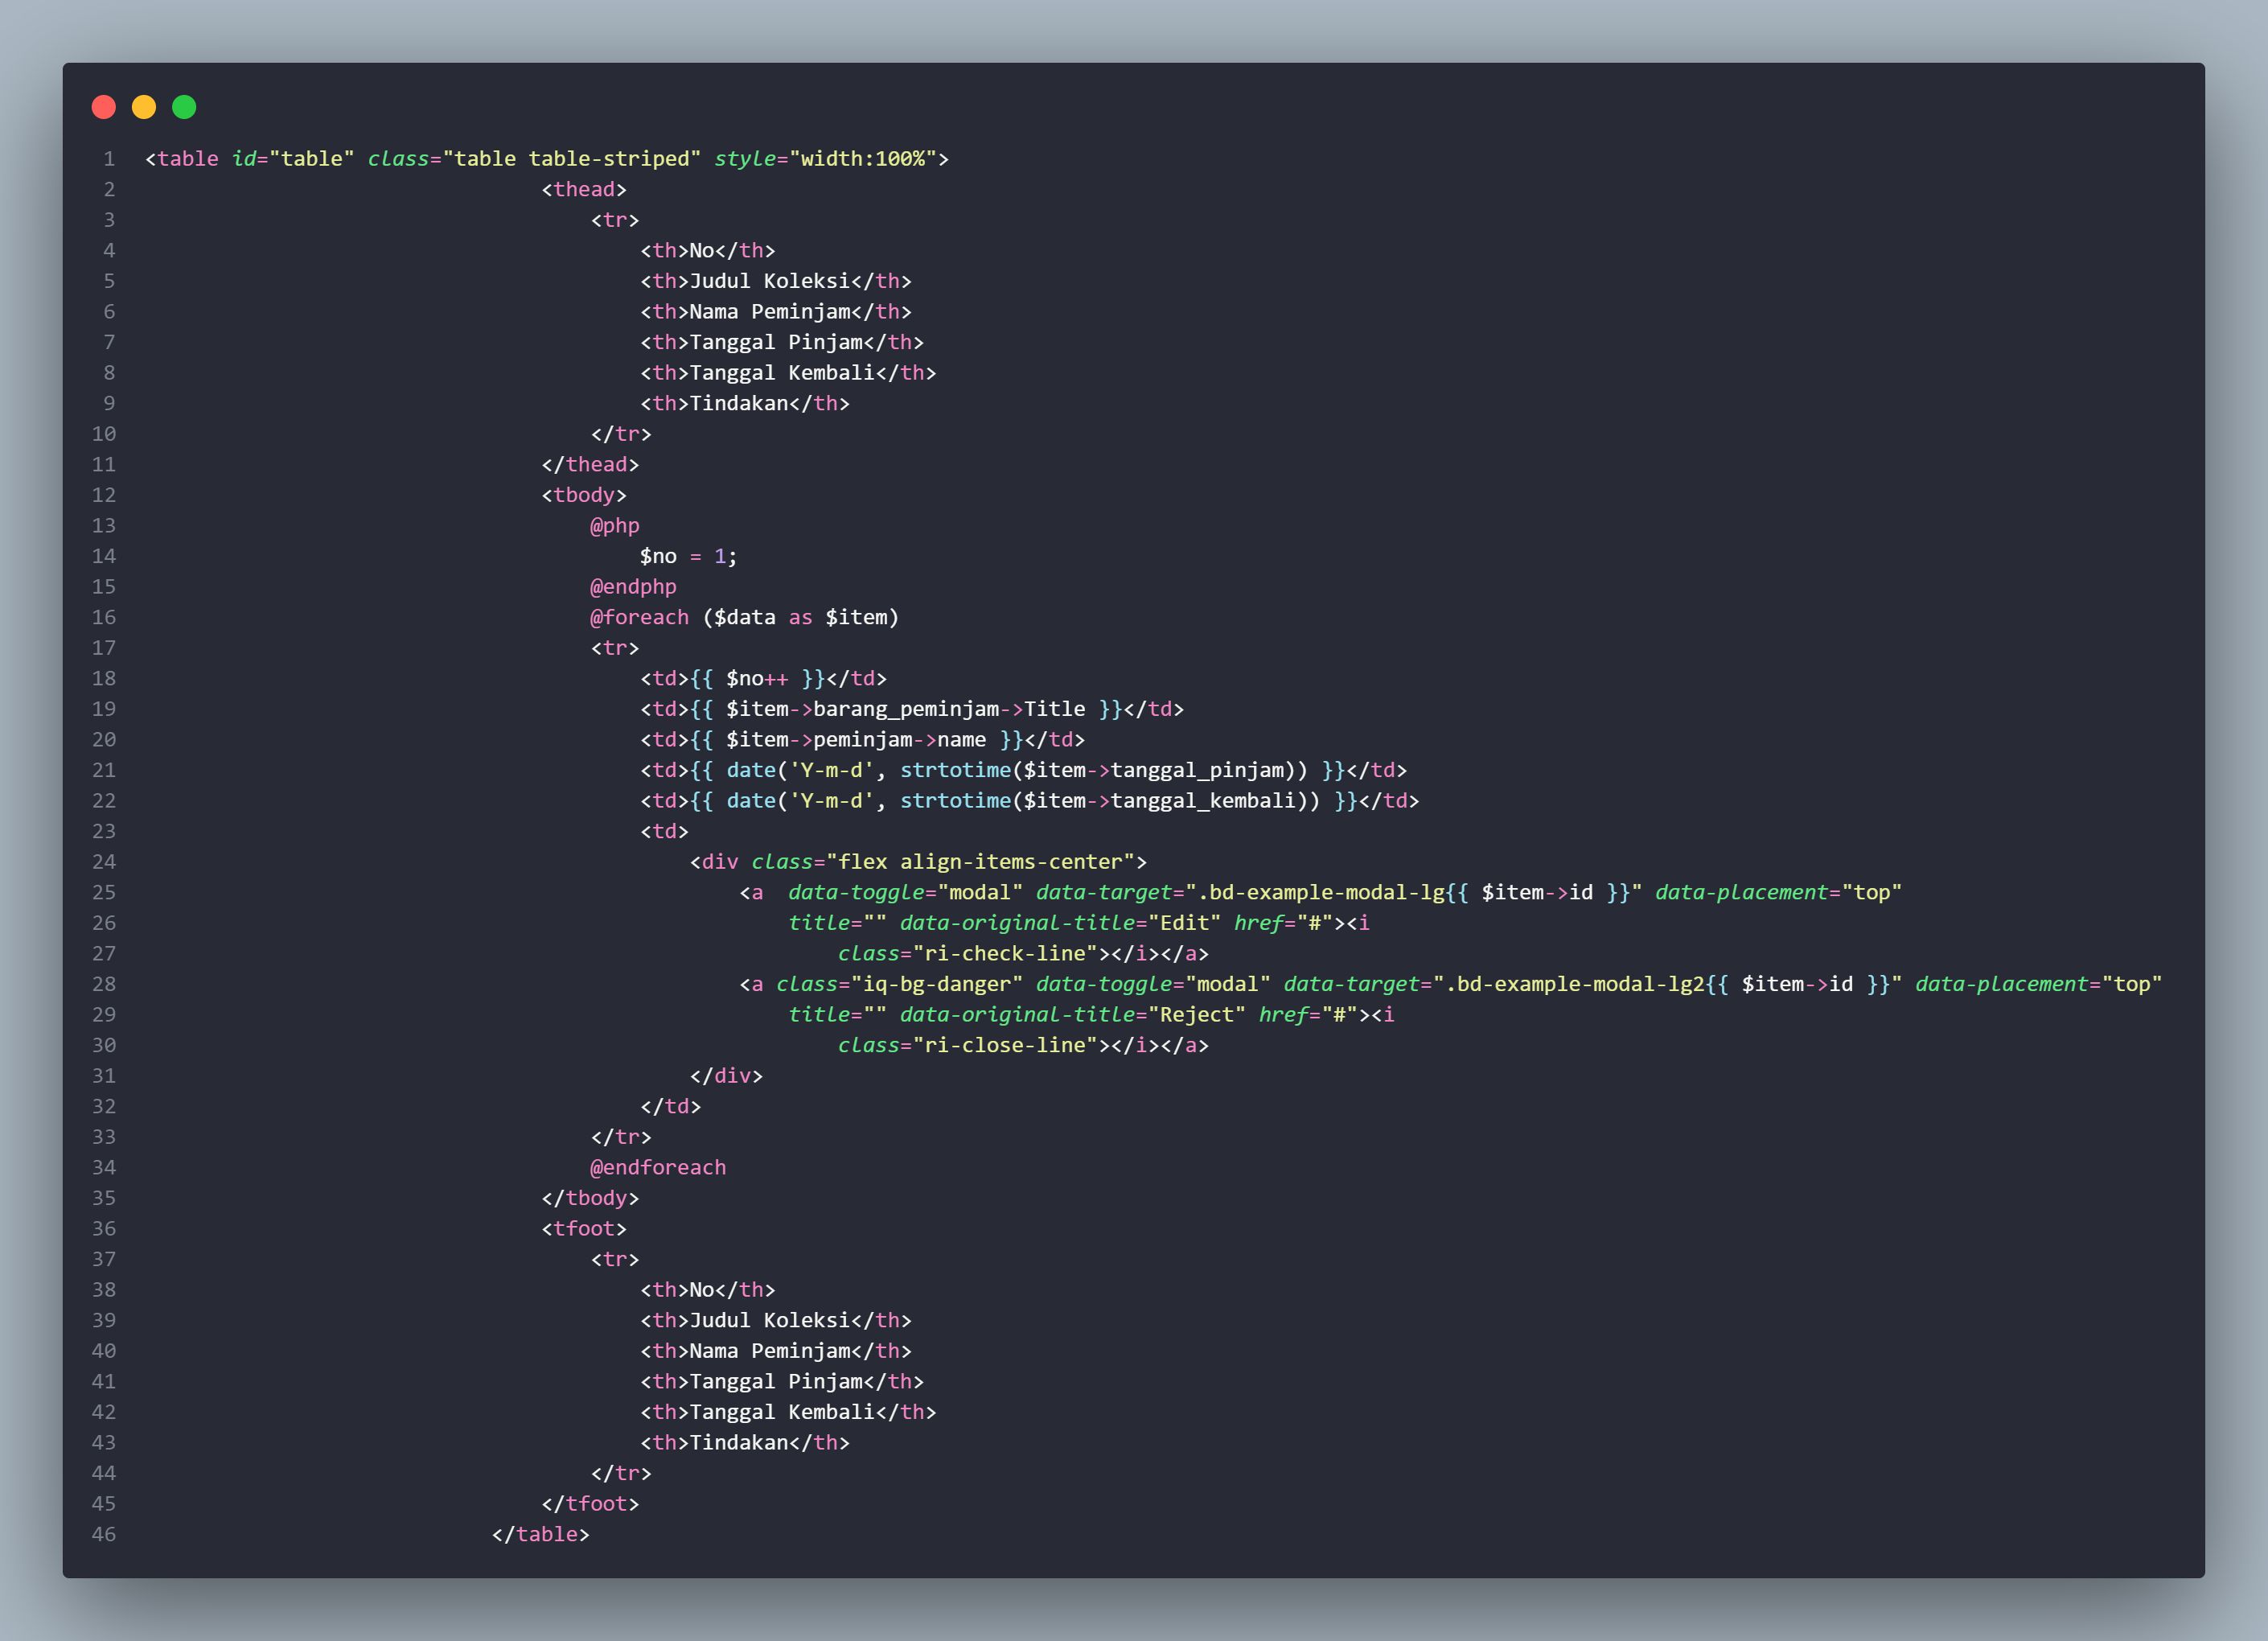 1 <table id="table" class="table table-striped" style="width:100%">
2 <thead>
3 <tr>
4 <th>No</th>
5 <th>Judul Koleksi</th>
6 <th>Nama Peminjam</th>
7 <th>Tanggal Pinjam</th>
8 <th>Tanggal Kembali</th>
9 <th>Tindakan</th>
10 </tr>
11 </thead>
12 <tbody>
13 @php
14 $no = 1;
15 @endphp
16 @foreach ($data as $item)
17 <tr>
18 <td>{{ $no++ }}</td>
19 <td>{{ $item->barang_peminjam->Title }}</td>
20 <td>{{ $item->peminjam->name }}</td>
21 <td>{{ date('Y-m-d', strtotime($item->tanggal_pinjam)) }}</td>
22 <td>{{ date('Y-m-d', strtotime($item->tanggal_kembali)) }}</td>
23 <td>
24 <div class="flex align-items-center">
25 <a  data-toggle="modal" data-target=".bd-example-modal-lg{{ $item->id }}" data-placement="top"
26 title="" data-original-title="Edit" href="#"><i
27 class="ri-check-line"></i></a>
28 <a class="iq-bg-danger" data-toggle="modal" data-target=".bd-example-modal-lg2{{ $item->id }}" data-placement="top"
29 title="" data-original-title="Reject" href="#"><i
30 class="ri-close-line"></i></a>
31 </div>
32 </td>
33 </tr>
34 @endforeach
35 </tbody>
36 <tfoot>
37 <tr>
38 <th>No</th>
39 <th>Judul Koleksi</th>
40 <th>Nama Peminjam</th>
41 <th>Tanggal Pinjam</th>
42 <th>Tanggal Kembali</th>
43 <th>Tindakan</th>
44 </tr>
45 </tfoot>
46 </table>